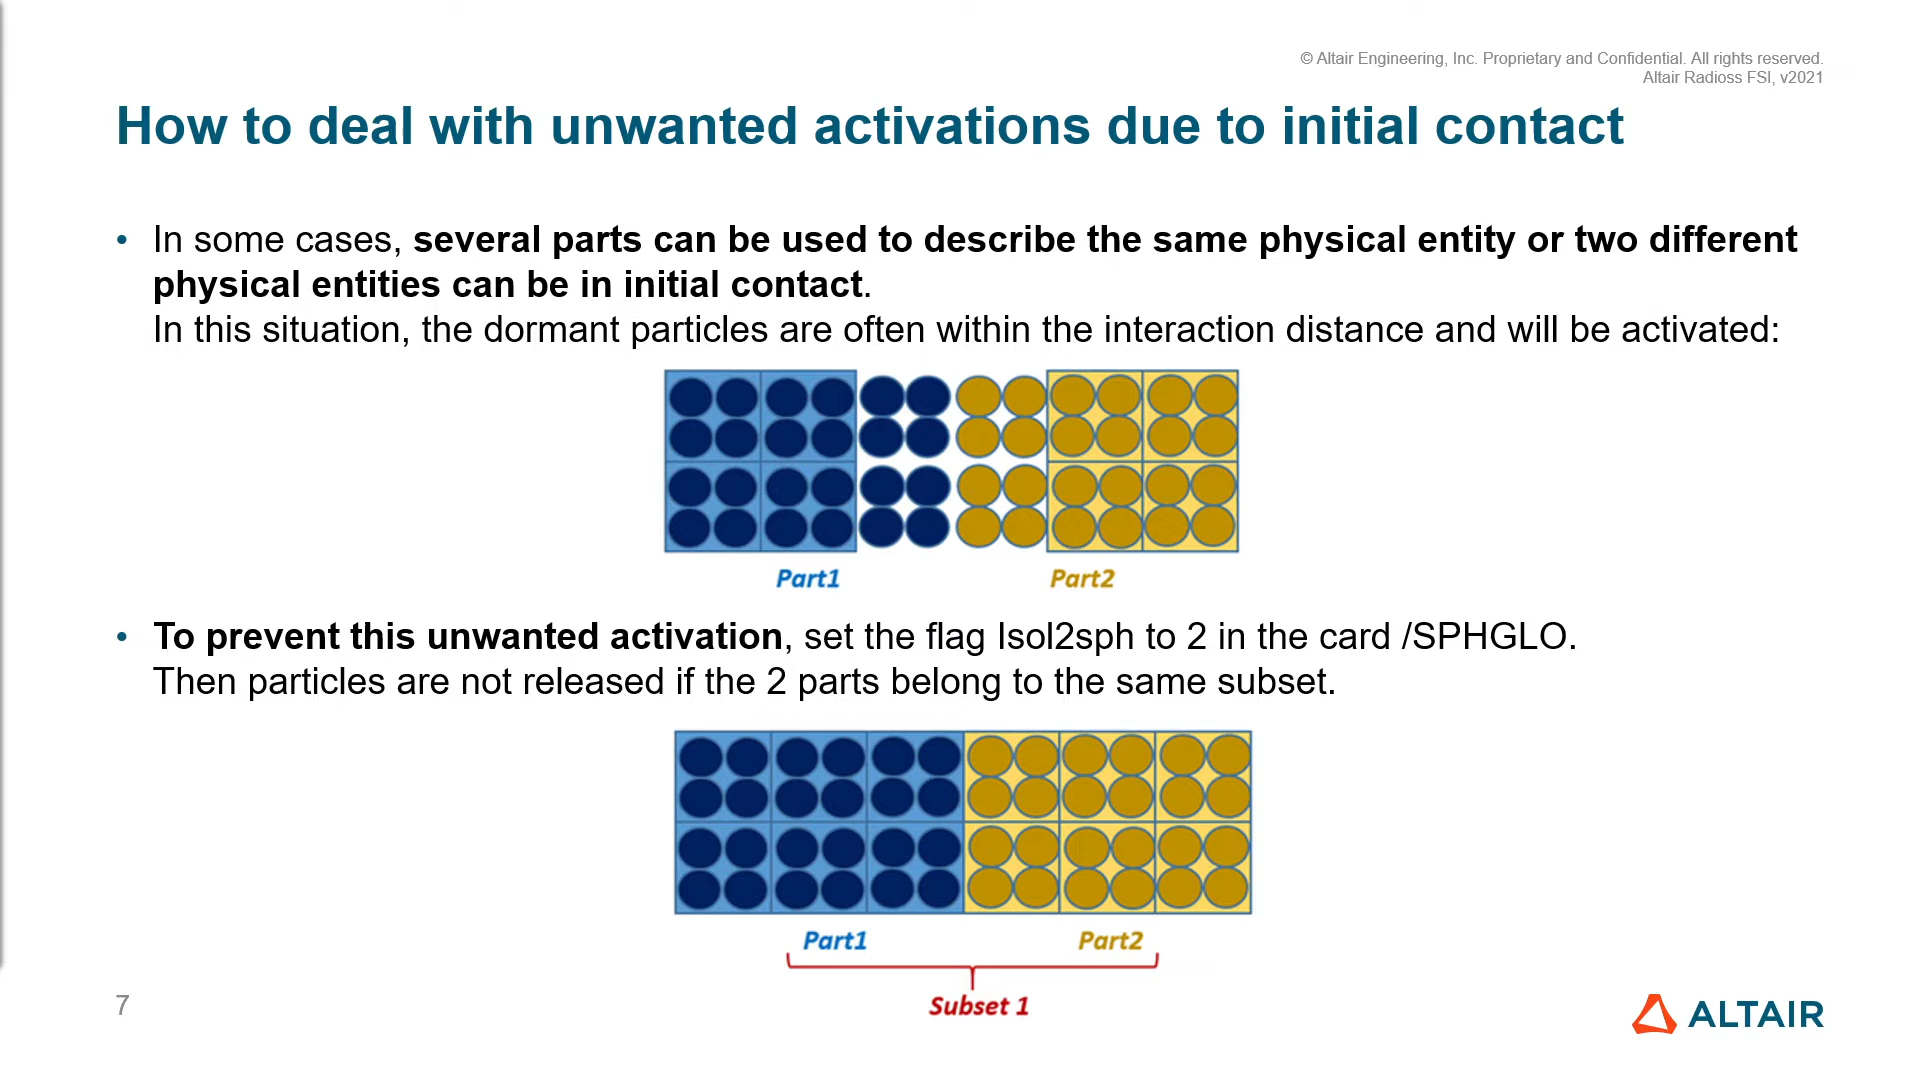 © Altair Engineering, Inc. Proprietary and Confidential. All rights reserved.
Altair Radioss FSI, v2021
How to deal with unwanted activations due to initial contact
• In some cases, several parts can be used to describe the same physical entity or two different
physical entities can be in initial contact.
In this situation, the dormant particles are often within the interaction distance and will be activated:
Part1 Part2
• To prevent this unwanted activation, set the flag Isol2sph to 2 in the card /SPHGLO.
Then particles are not released if the 2 parts belong to the same subset.
Part1 Part2
Subset 1
7
ALTAIR